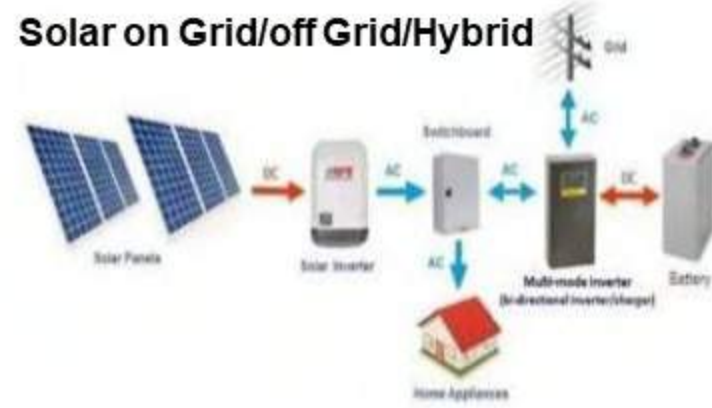 Solar on Grid/off Grid/Hybrid
Grid
AC
Switchboard
DC
AC
AC
DC
Solar Panels
Solar Inverter
AC
Multi-mode Inverter
(bi-directional inverter/charger)
Battery
Home Appliances